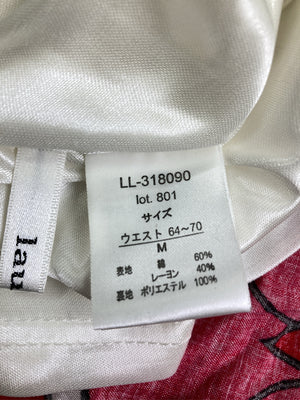 LL-318090
lot. 801
サイズ
ウエスト 64~70
M
表地 綿 60%
レーヨン 40%
裏地 ポリエステル 100%
lau